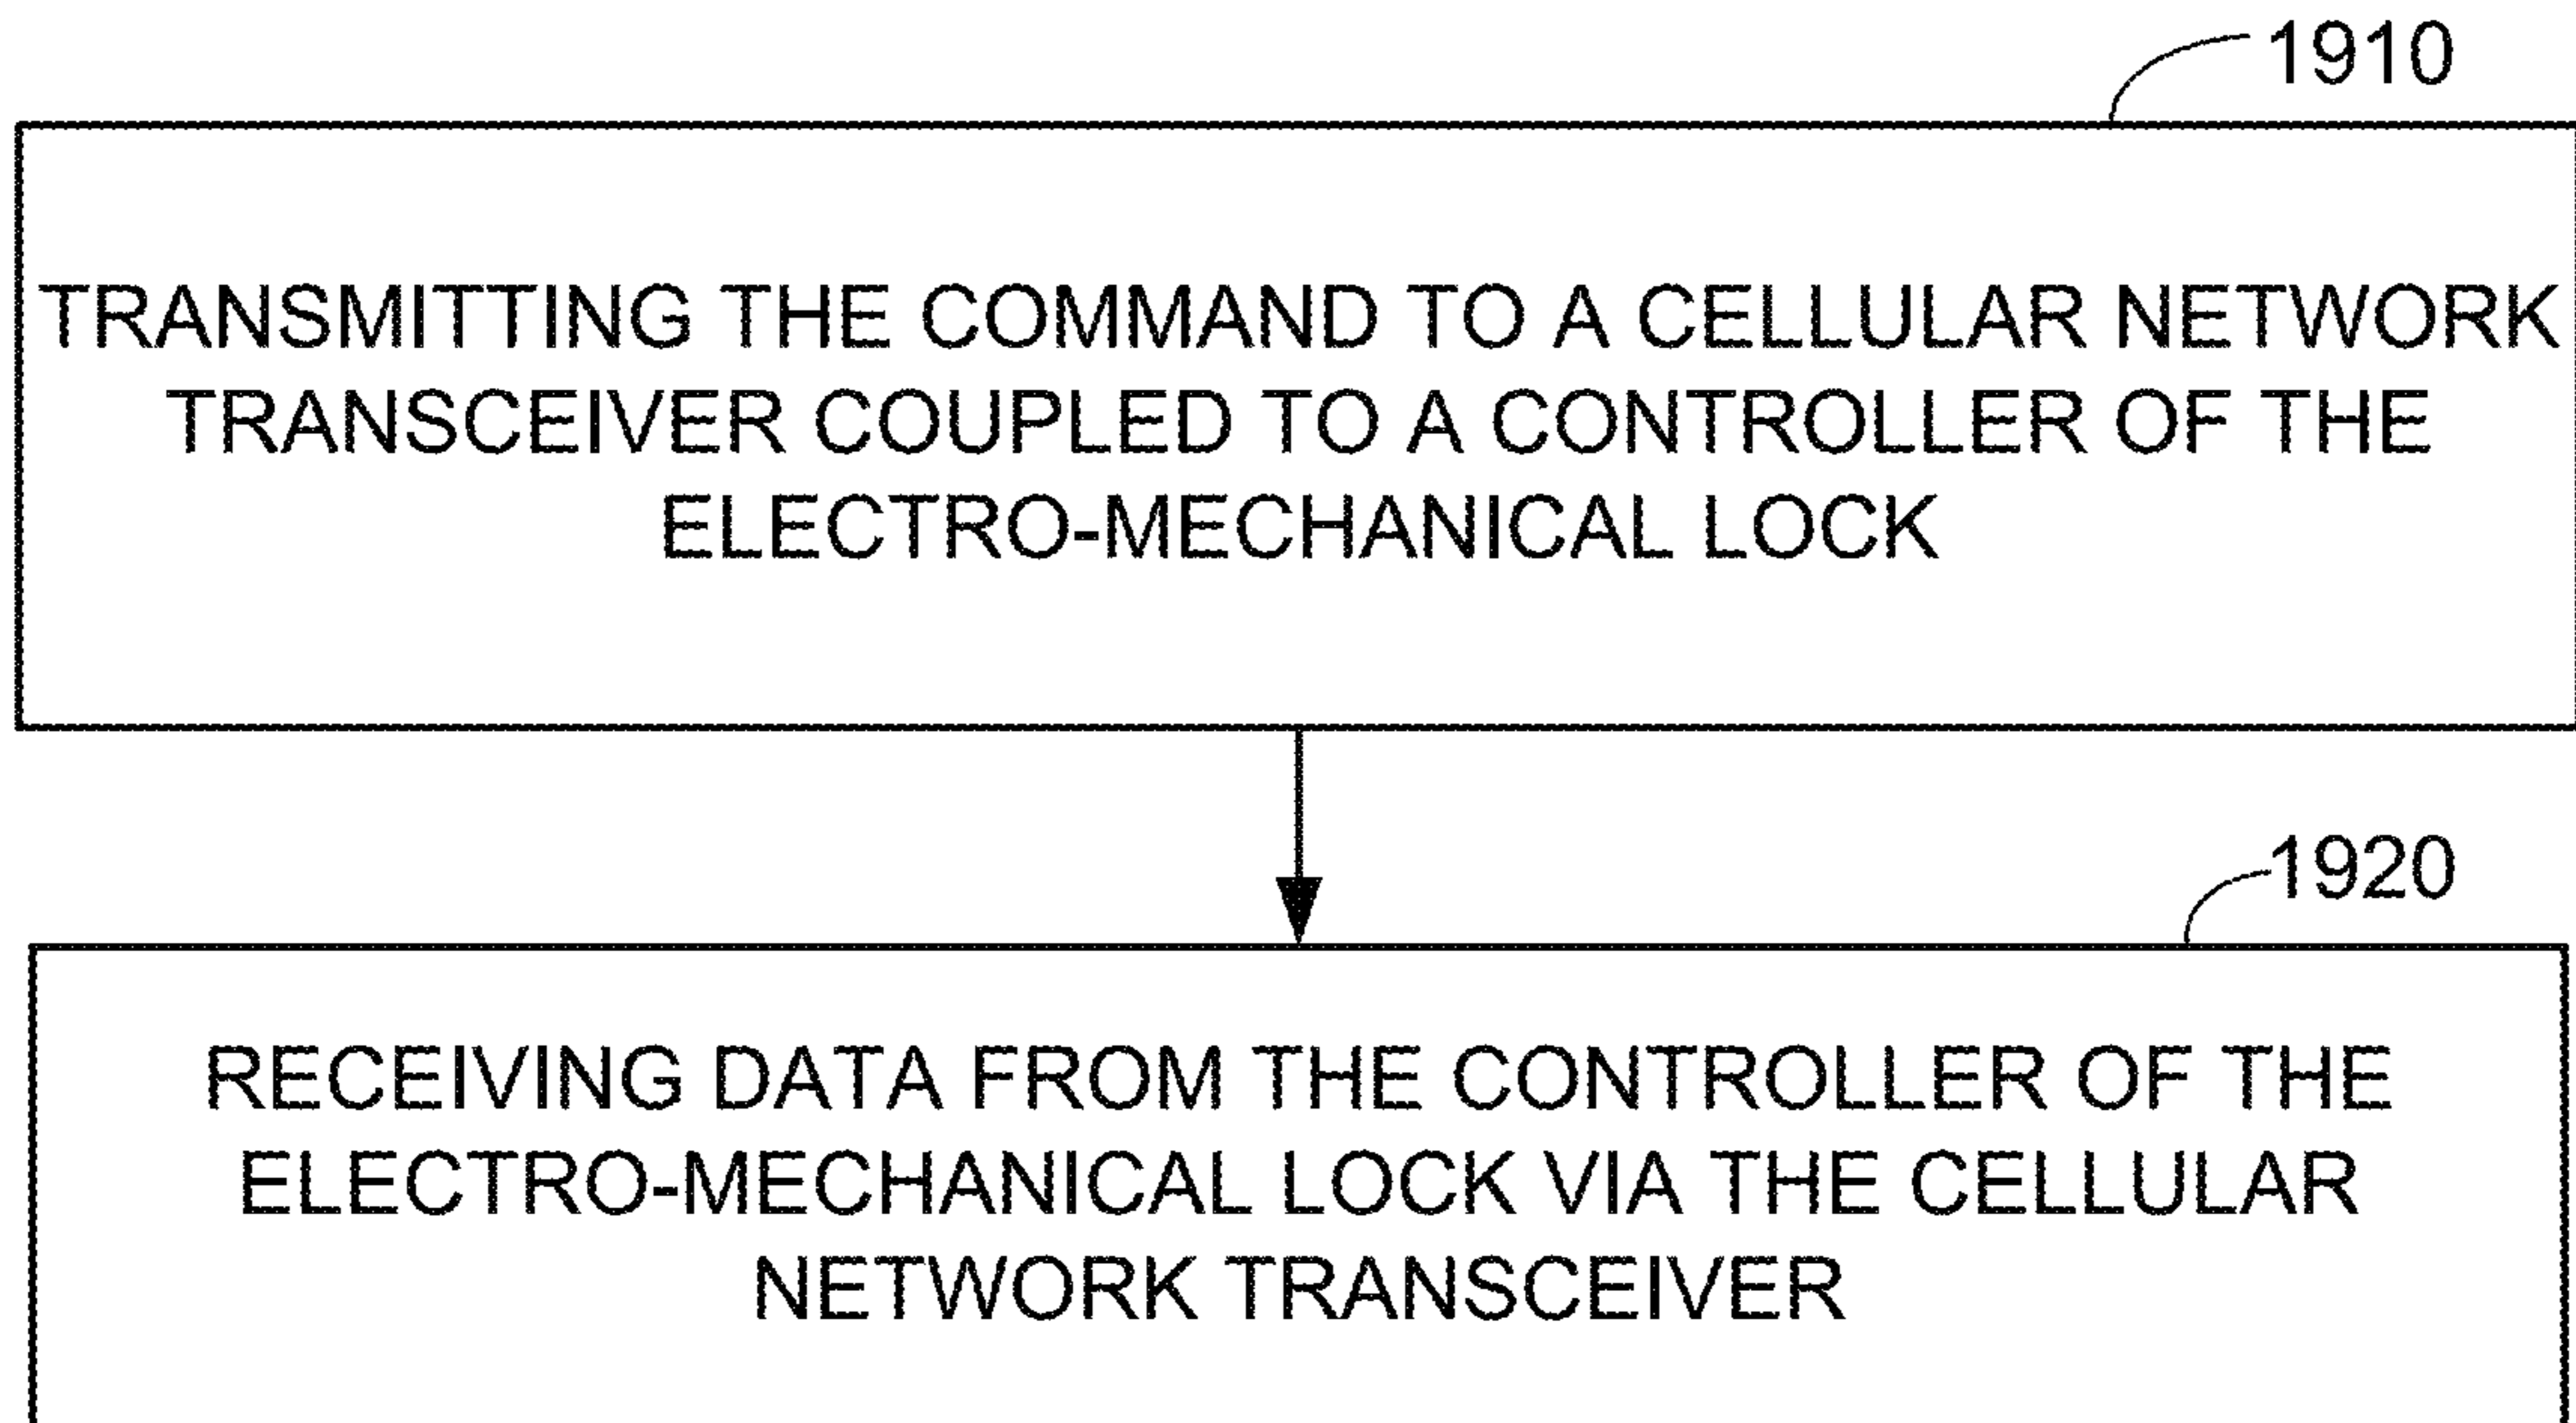 1910
TRANSMITTING THE COMMAND TO A CELLULAR NETWORK
TRANSCEIVER COUPLED TO A CONTROLLER OF THE
ELECTRO-MECHANICAL LOCK
1920
RECEIVING DATA FROM THE CONTROLLER OF THE
ELECTRO-MECHANICAL LOCK VIA THE CELLULAR
NETWORK TRANSCEIVER